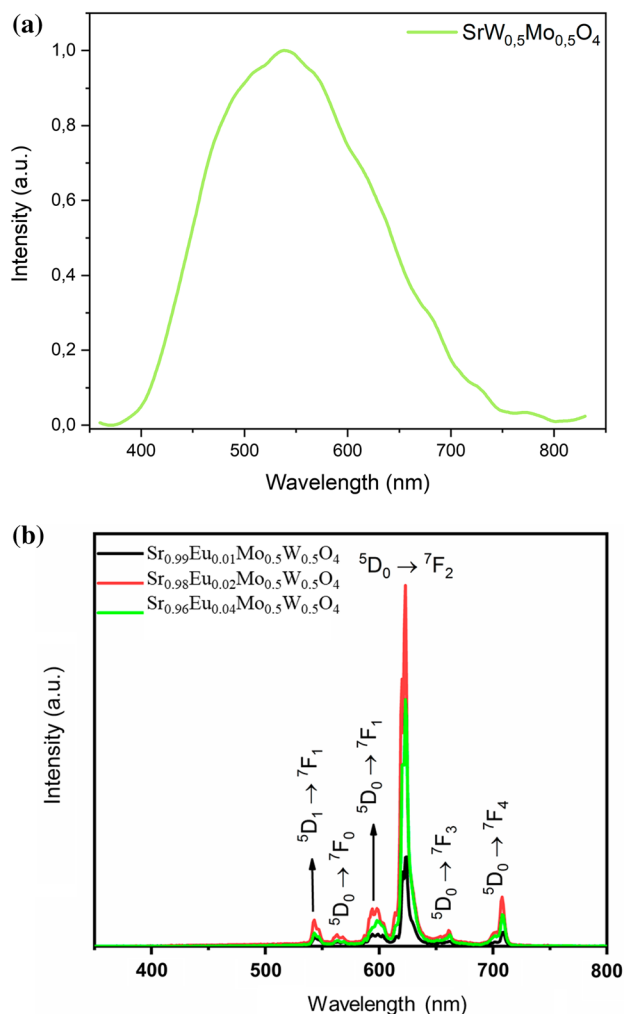 (a)
SrW0,5Mo0,5O4
1,0
0,8
0,6
0,4
0,2
0,0
Intensity (a.u.)
400 500 600 700 800
Wavelength (nm)
(b)
Sr0.99Eu0.01Mo0.5W0.5O4
Sr0.98Eu0.02Mo0.5W0.5O4
Sr0.96Eu0.04Mo0.5W0.5O4
5D0 → 7F2
5D1 → 7F1
5D0 → 7F0
5D0 → 7F1
5D0 → 7F3
5D0 → 7F4
Intensity (a.u.)
400 500 600 700 800
Wavelength (nm)